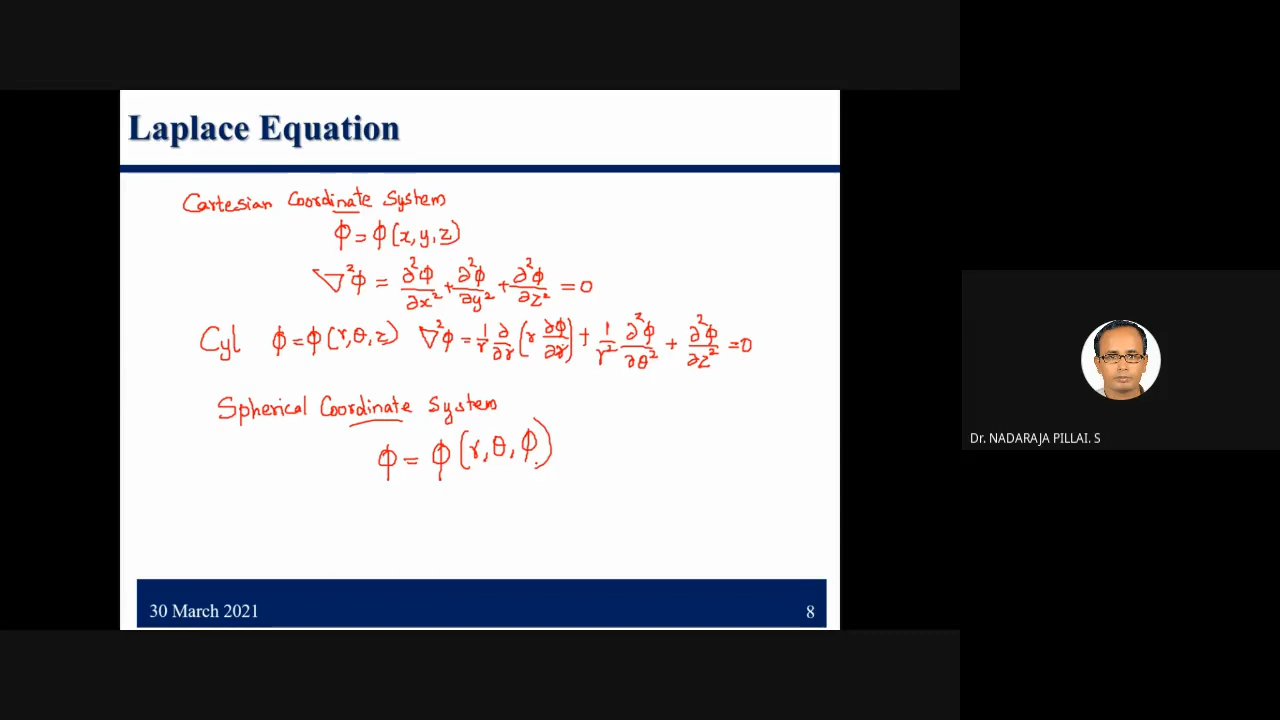 Laplace Equation
Cartesian Coordinate System
ϕ = ϕ(x, y, z)
∇²ϕ = ∂²ϕ/∂x² + ∂²ϕ/∂y² + ∂²ϕ/∂z² = 0
Cyl ϕ = ϕ(r, θ, z) ∇²ϕ = 1/r ∂/∂r (r ∂ϕ/∂r) + 1/r² ∂²ϕ/∂θ² + ∂²ϕ/∂z² = 0
Spherical Coordinate System
ϕ = ϕ(r, θ, ϕ)
30 March 2021 8
Dr. NADARAJA PILLAI. S